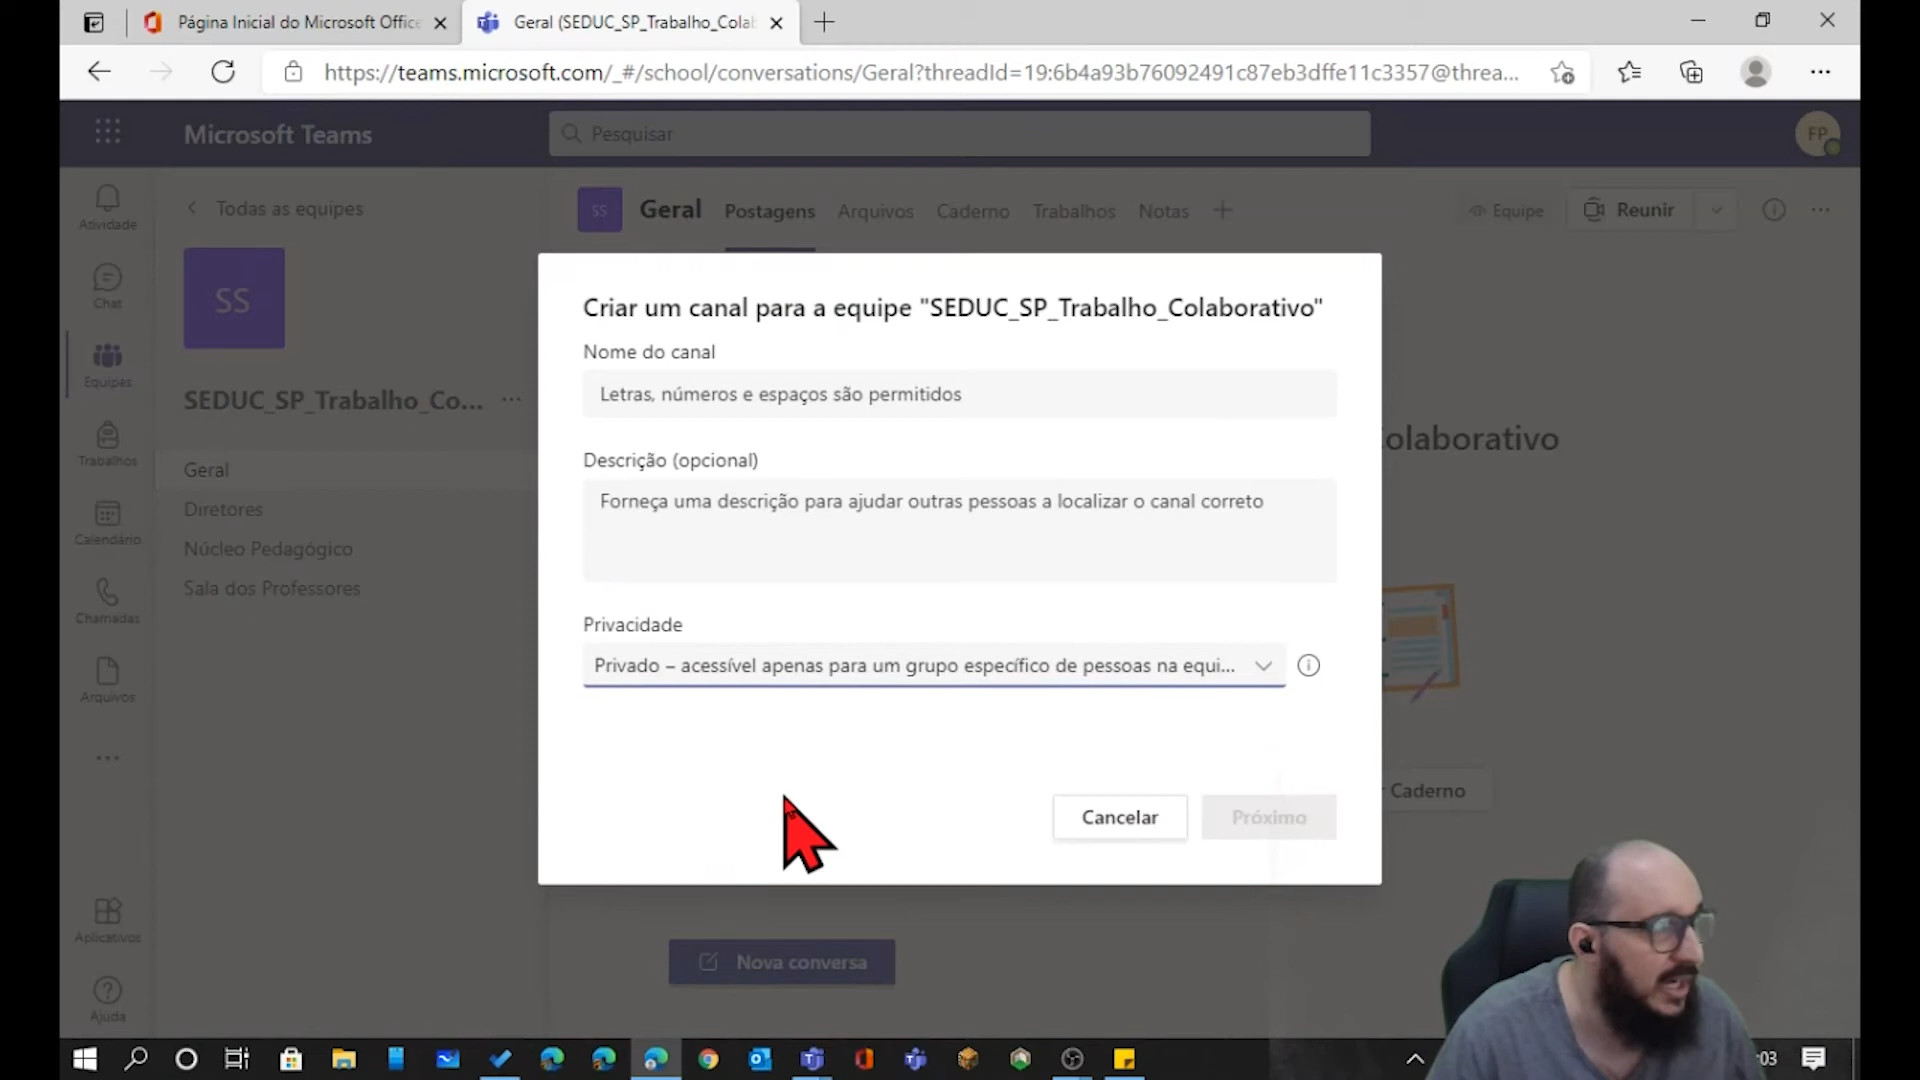 Página Inicial do Microsoft Office
Geral (SEDUC_SP_Trabalho_Colab
https://teams.microsoft.com/_#/school/conversations/Geral?threadId=19:6b4a93b76092491c87eb3dffe11c3357@threa...
Microsoft Teams
Pesquisar
FP
Atividade
Chat
Equipes
Trabalhos
Calendário
Chamadas
Arquivos
Aplicativos
Ajuda
Todas as equipes
SS
SEDUC_SP_Trabalho_Co...
Geral
Diretores
Núcleo Pedagógico
Sala dos Professores
SS
Geral
Postagens
Arquivos
Caderno
Trabalhos
Notas
Equipe
Reunir
Criar um canal para a equipe "SEDUC_SP_Trabalho_Colaborativo"
Nome do canal
Letras, números e espaços são permitidos
Descrição (opcional)
Forneça uma descrição para ajudar outras pessoas a localizar o canal correto
Privacidade
Privado – acessível apenas para um grupo específico de pessoas na equi...
Cancelar
Próximo
olaborativo
Caderno
Nova conversa
:03